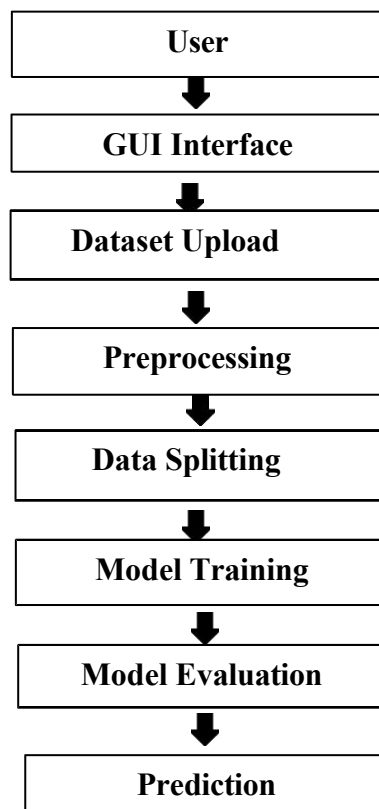 User
GUI Interface
Dataset Upload
Preprocessing
Data Splitting
Model Training
Model Evaluation
Prediction